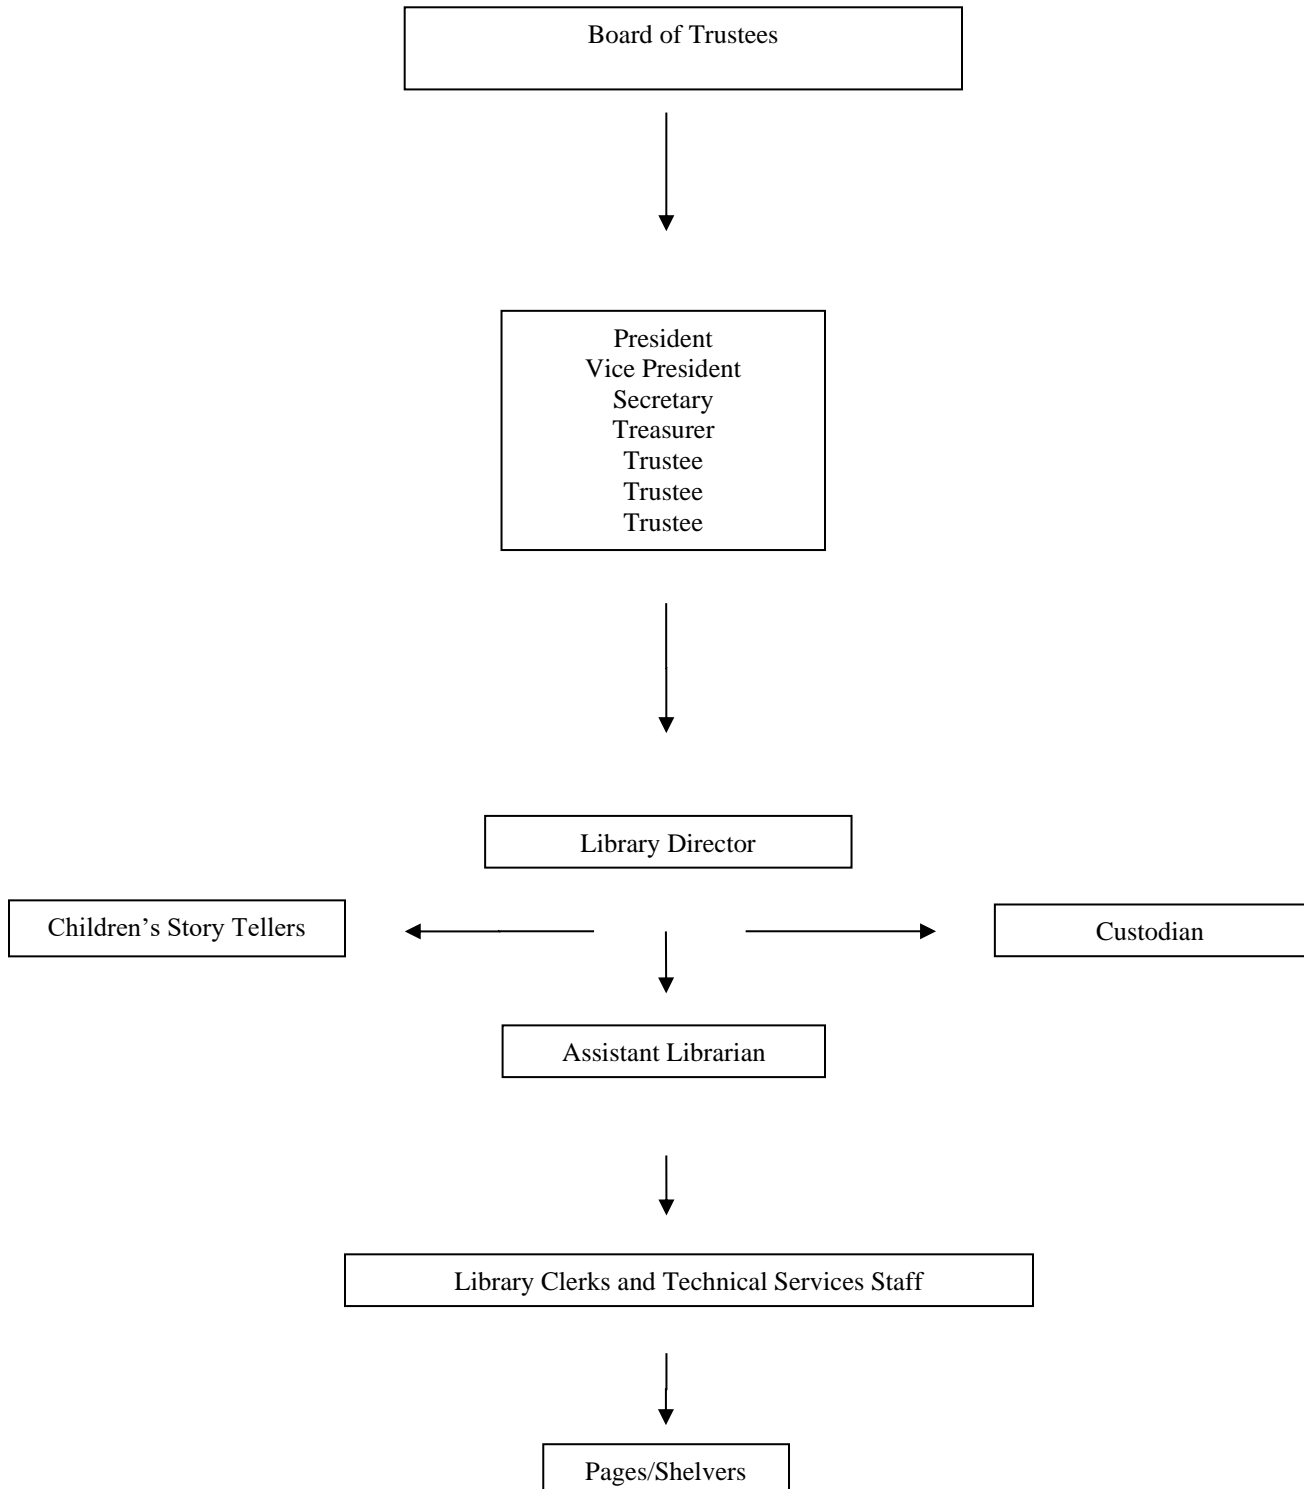 Board of Trustees
President
Vice President
Secretary
Treasurer
Trustee
Trustee
Trustee
Library Director
Children’s Story Tellers
Custodian
Assistant Librarian
Library Clerks and Technical Services Staff
Pages/Shelvers